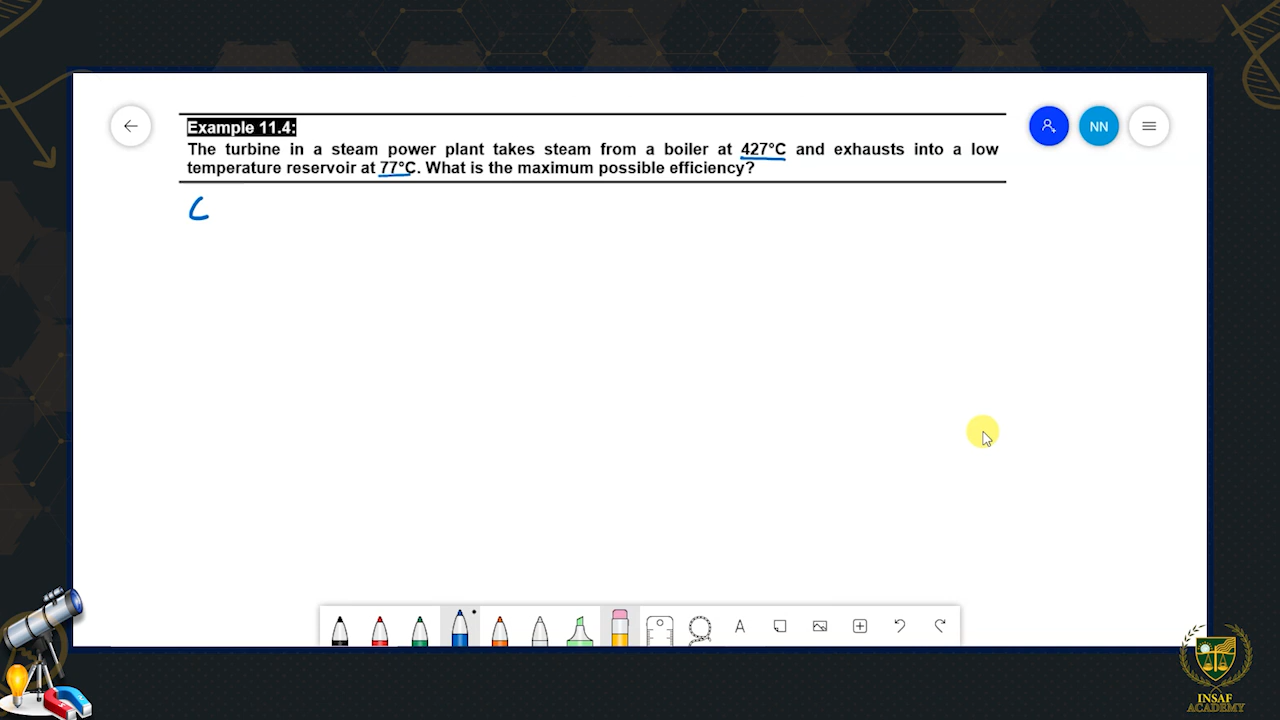 Example 11.4:
The turbine in a steam power plant takes steam from a boiler at 427°C and exhausts into a low
temperature reservoir at 77°C. What is the maximum possible efficiency?
NN
C
A
INSAF
ACADEMY